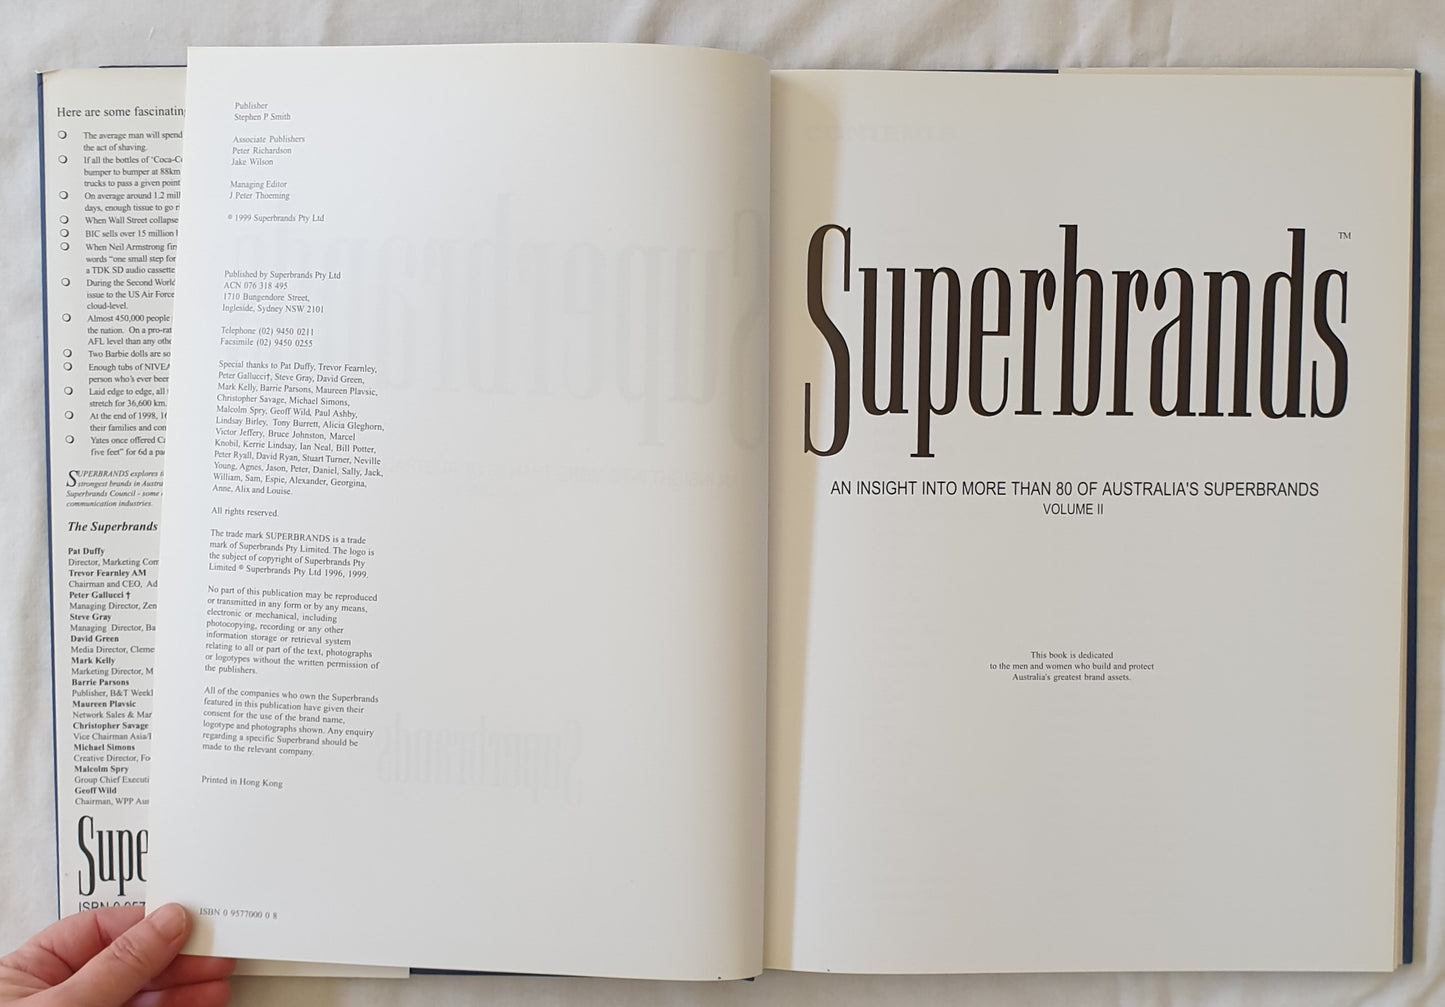 Here are some fascinatin
The average man will spend
the act of shaving.
If all the bottles of 'Coca-Co
bumper to bumper at 88km
trucks to pass a given point
On average around 1.2 mill
days, enough tissue to go
When Wall Street collapse
BIC sells over 15 million
When Neil Armstrong
words "one small step for
a TDK SD audio cassette
During the Second World
issue to the US Air Force
cloud-level.
Almost 450,000 people
the nation. On a pro-rat
AFL level than any othe
Two Barbie dolls are so
Enough tubs of NIVEA
person who's ever been
Laid edge to edge, all
stretch for 36,600 km.
At the end of 1998,
their families and con
Yates once offered
five feet" for 6d a pa
SUPERBRANDS explores
strongest brands in Austra
Superbrands Council - some
communication industries.
The Superbrands
Pat Duffy
Director, Marketing Com
Trevor Fearnley AM
Chairman and CEO, Ad
Peter Gallucci †
Managing Director, Zen
Steve Gray
Managing Director, Ba
David Green
Media Director, Cleme
Mark Kelly
Marketing Director, M
Barrie Parsons
Publisher, B&T Weekl
Maureen Plavsic
Network Sales & Mar
Christopher Savage
Vice Chairman Asia/
Michael Simons
Creative Director, Fo
Malcolm Spry
Group Chief Executi
Geoff Wild
Chairman, WPP Aus
Supe
Publisher
Stephen P Smith
Associate Publishers
Peter Richardson
Jake Wilson
Managing Editor
J Peter Thoeming
© 1999 Superbrands Pty Ltd
Published by Superbrands Pty Ltd
ACN 076 318 495
1710 Bungendore Street,
Ingleside, Sydney NSW 2101
Telephone (02) 9450 0211
Facsimile (02) 9450 0255
Special thanks to Pat Duffy, Trevor Fearnley,
Peter Gallucci†, Steve Gray, David Green,
Mark Kelly, Barrie Parsons, Maureen Plavsic,
Christopher Savage, Michael Simons,
Malcolm Spry, Geoff Wild, Paul Ashby,
Lindsay Birley, Tony Burrett, Alicia Gleghorn,
Victor Jeffery, Bruce Johnston, Marcel
Knobil, Kerrie Lindsay, Ian Neal, Bill Potter,
Peter Ryall, David Ryan, Stuart Turner, Neville
Young, Agnes, Jason, Peter, Daniel, Sally, Jack,
William, Sam, Espie, Alexander, Georgina,
Anne, Alix and Louise.
All rights reserved.
The trade mark SUPERBRANDS is a trade
mark of Superbrands Pty Limited. The logo is
the subject of copyright of Superbrands Pty
Limited © Superbrands Pty Ltd 1996, 1999.
No part of this publication may be reproduced
or transmitted in any form or by any means,
electronic or mechanical, including
photocopying, recording or any other
information storage or retrieval system
relating to all or part of the text, photographs
or logotypes without the written permission of
the publishers.
All of the companies who own the Superbrands
featured in this publication have given their
consent for the use of the brand name,
logotype and photographs shown. Any enquiry
regarding a specific Superbrand should be
made to the relevant company.
Printed in Hong Kong
ISBN 0 9577000 0 8
Superbrands™
AN INSIGHT INTO MORE THAN 80 OF AUSTRALIA'S SUPERBRANDS
VOLUME II
This book is dedicated
to the men and women who build and protect
Australia's greatest brand assets.